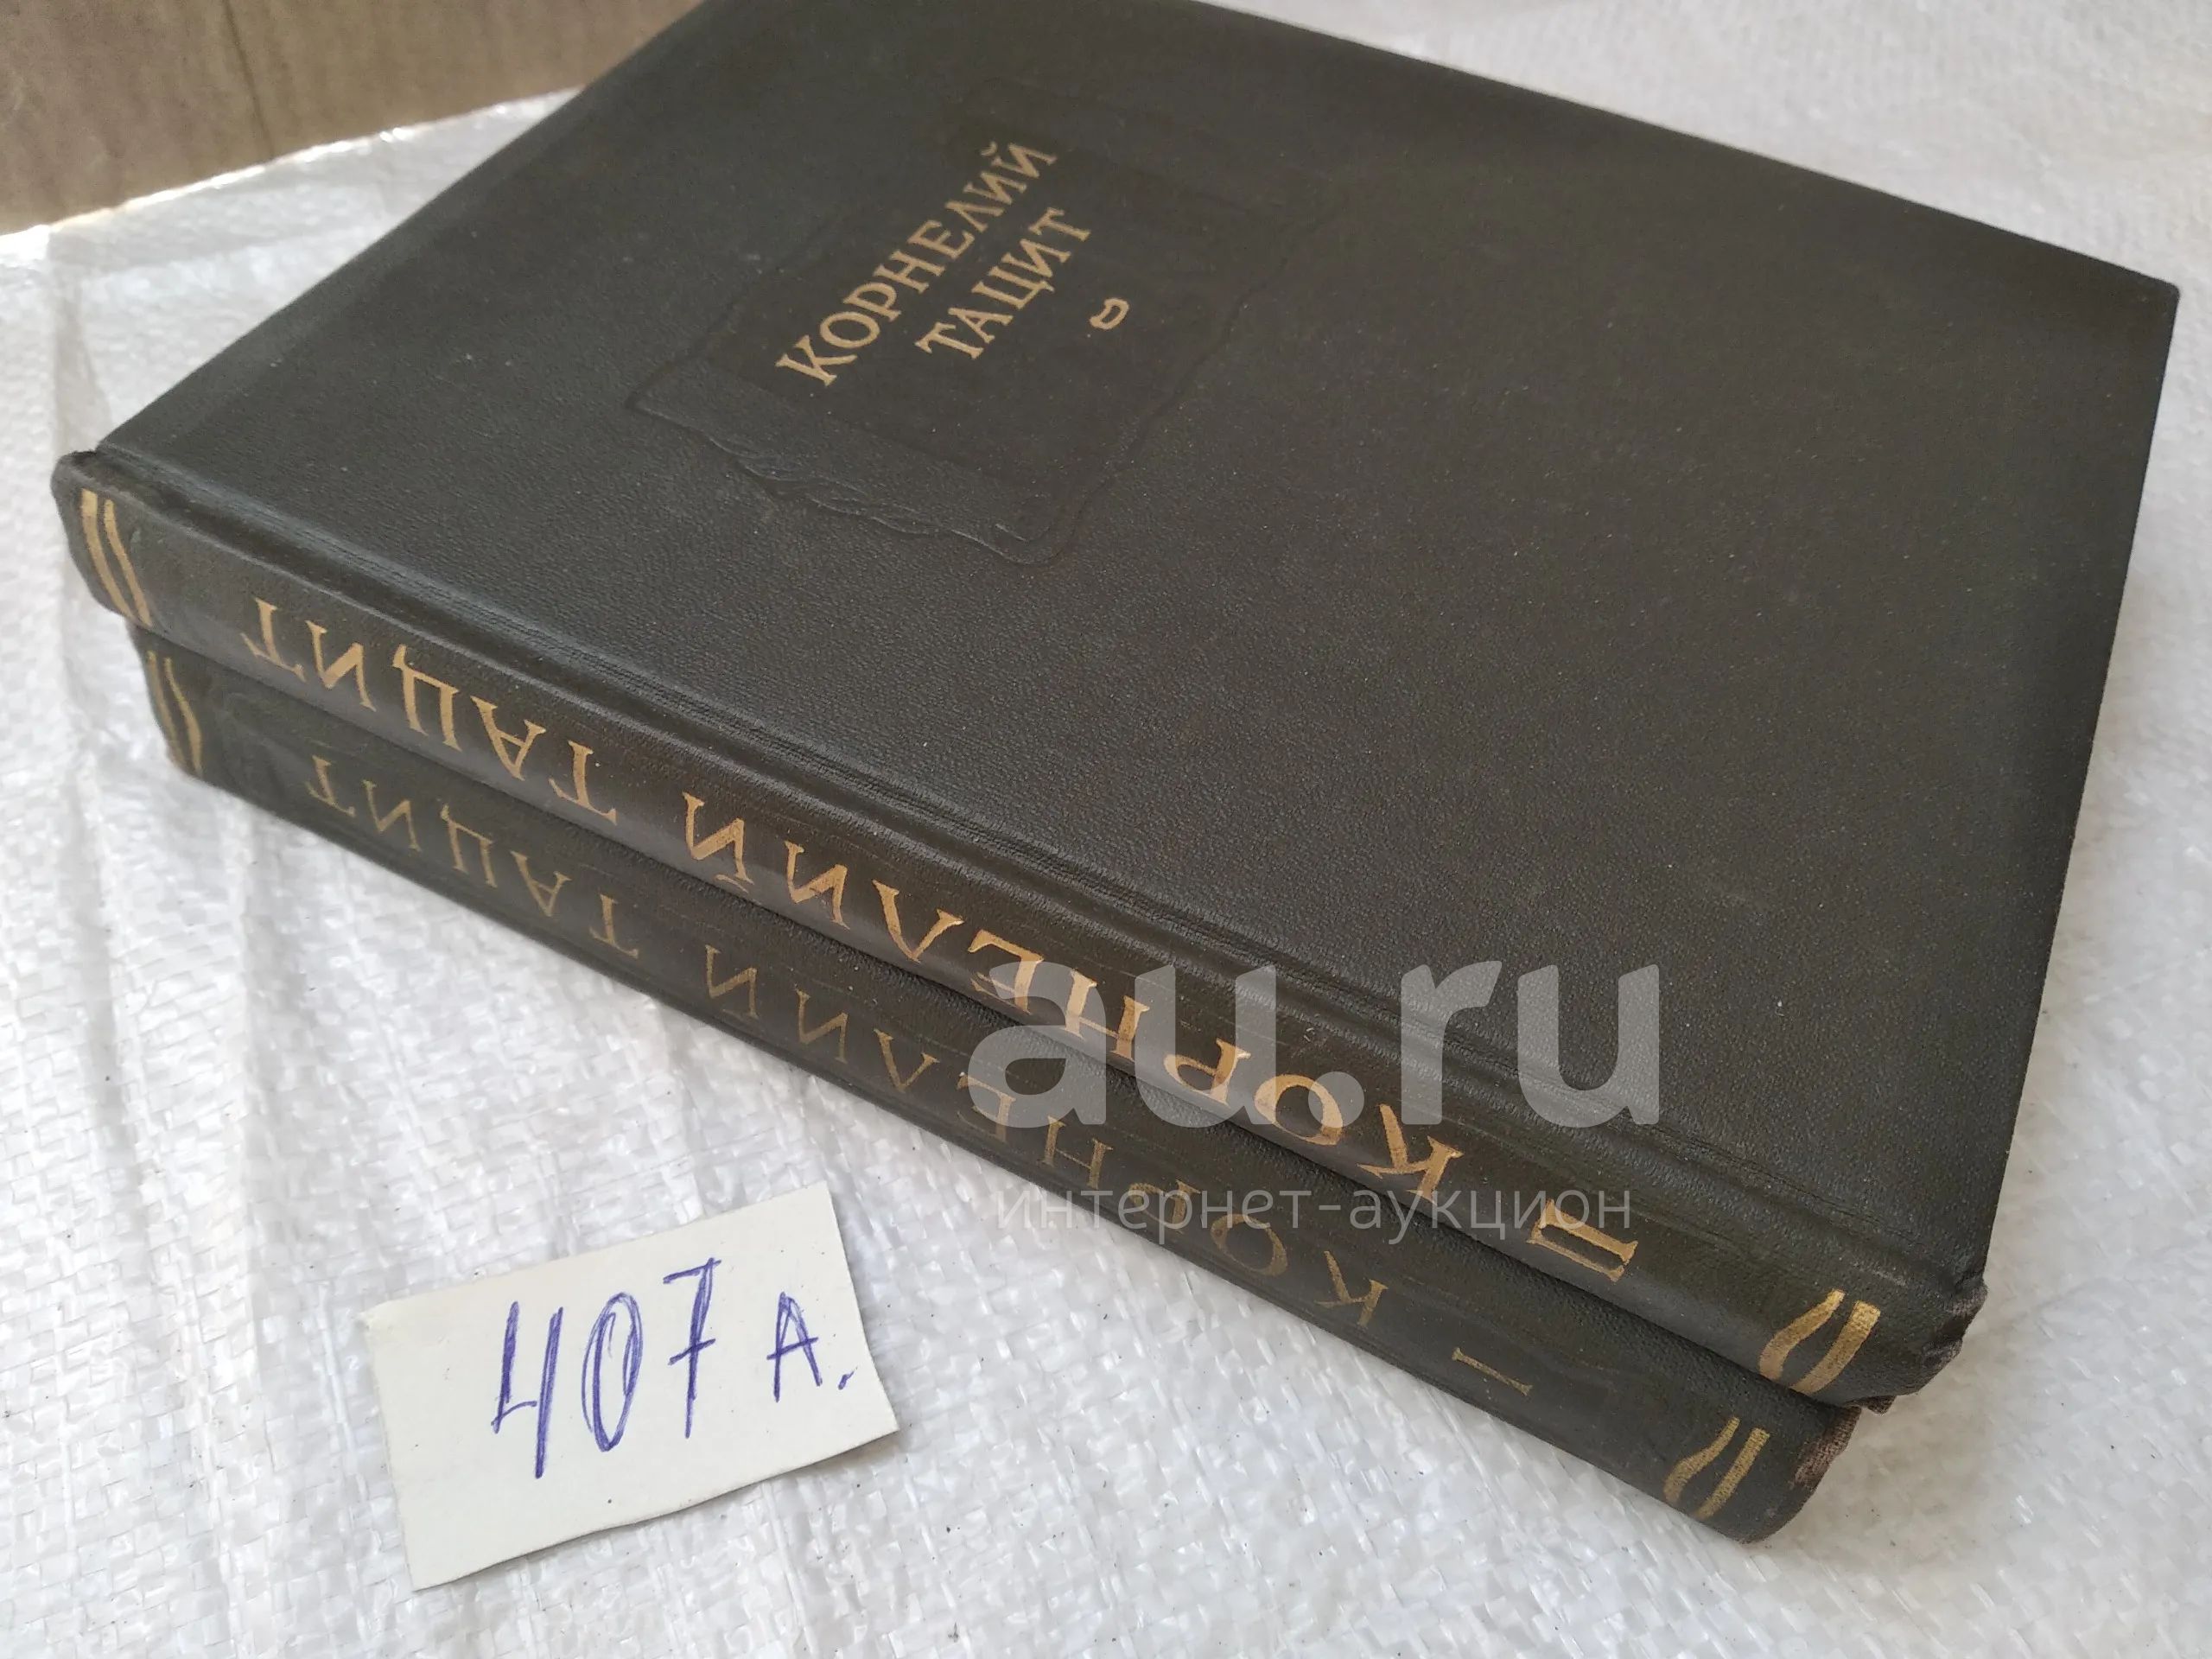 КОРНЕЛИЙ
ТАЦИТ
II КОРНЕЛИЙ ТАЦИТ
I КОРНЕЛИЙ ТАЦИТ
au.ru
интернет-аукцион
407 А.